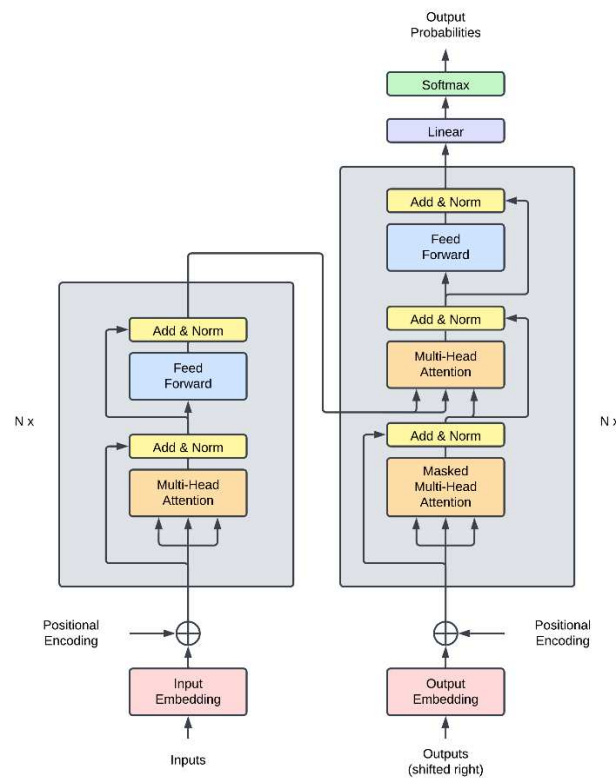 Output
Probabilities
Softmax
Linear
Add & Norm
Feed
Forward
Add & Norm
Multi-Head
Attention
Add & Norm
Masked
Multi-Head
Attention
N x
Positional
Encoding
Output
Embedding
Outputs
(shifted right)
Add & Norm
Feed
Forward
Add & Norm
Multi-Head
Attention
N x
Positional
Encoding
Input
Embedding
Inputs